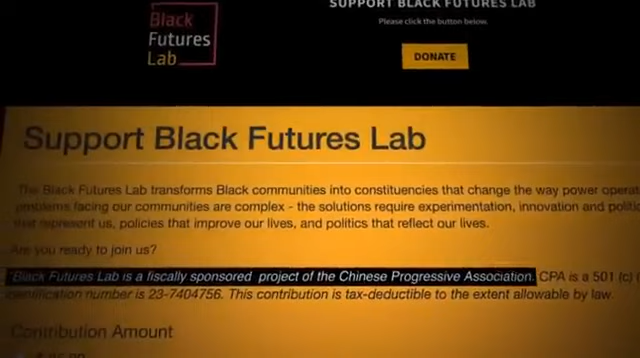 Black
Futures
Lab
SUPPORT BLACK FUTURES LAB
Please click the button below.
DONATE
Support Black Futures Lab
The Black Futures Lab transforms Black communities into constituencies that change the way power
problems facing our communities are complex - the solutions require experimentation, innovation and
that represent us, policies that improve our lives, and politics that reflect our lives.
Are you ready to join us?
*Black Futures Lab is a fiscally sponsored project of the Chinese Progressive Association. CPA is a 501 (c)
identification number is 23-7404756. This contribution is tax-deductible to the extent allowable by law.
Contribution Amount